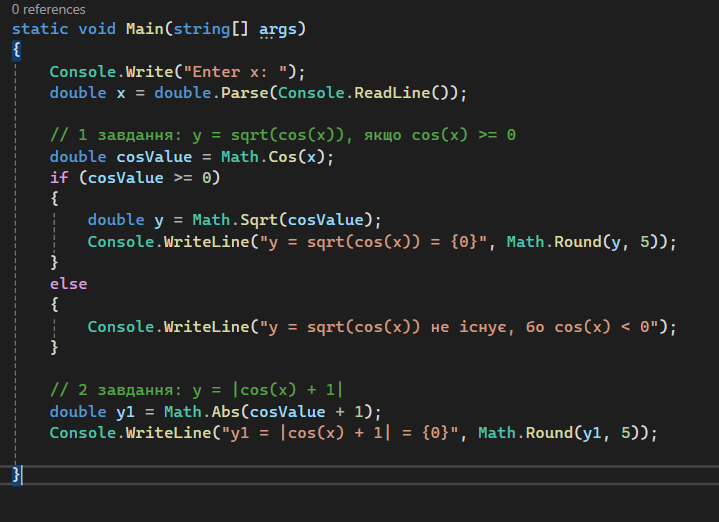 0 references
static void Main(string[] args)
{
Console.Write("Enter x: ");
double x = double.Parse(Console.ReadLine());
// 1 завдання: y = sqrt(cos(x)), якщо cos(x) >= 0
double cosValue = Math.Cos(x);
if (cosValue >= 0)
{
double y = Math.Sqrt(cosValue);
Console.WriteLine("y = sqrt(cos(x)) = {0}", Math.Round(y, 5));
}
else
{
Console.WriteLine("y = sqrt(cos(x)) не існує, бо cos(x) < 0");
}
// 2 завдання: y = |cos(x) + 1|
double y1 = Math.Abs(cosValue + 1);
Console.WriteLine("y1 = |cos(x) + 1| = {0}", Math.Round(y1, 5));
}